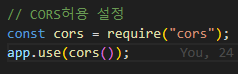 // CORS허용 설정
const cors = require("cors");
app.use(cors()); You, 24